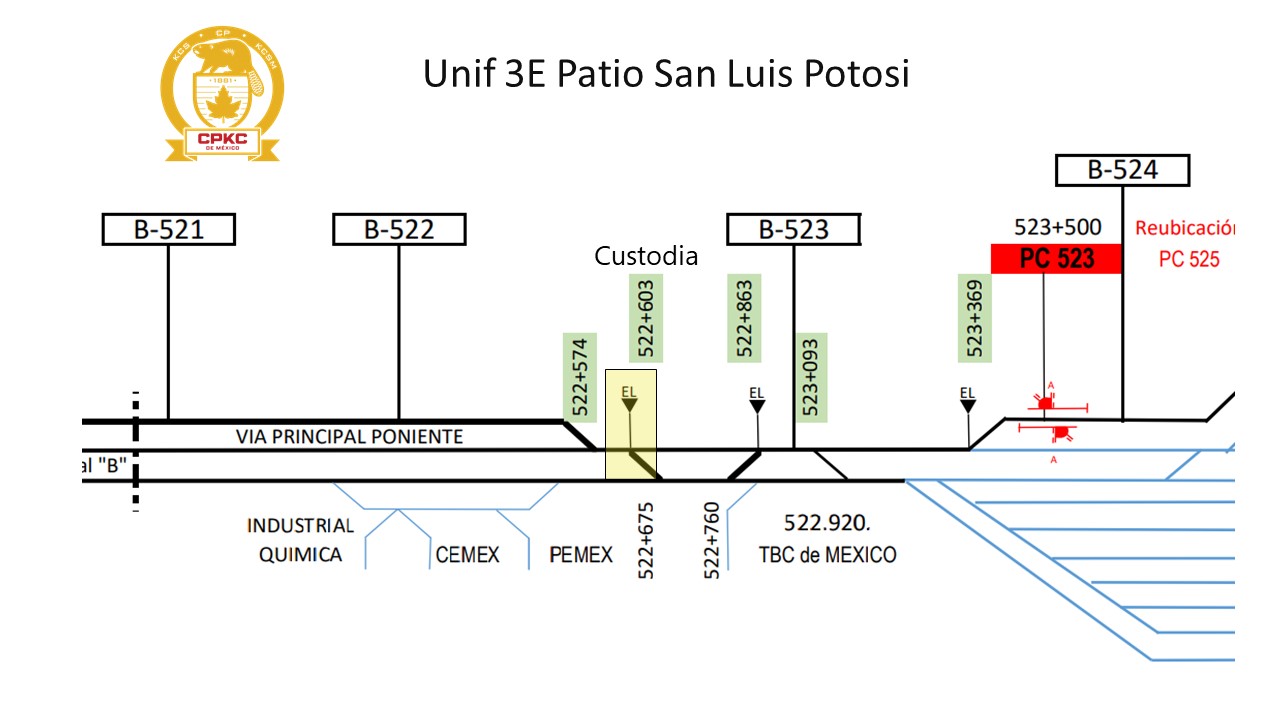 KCS • CP • KCSM
1881
CPKC
DE MÉXICO
Unif 3E Patio San Luis Potosi
B-524
B-521
B-522
B-523
523+500
Reubicación
PC 523
PC 525
Custodia
522+574
522+603
522+863
523+093
523+369
EL
EL
EL
A
VIA PRINCIPAL PONIENTE
al "B"
A
INDUSTRIAL
QUIMICA
CEMEX
PEMEX
522+675
522+760
522.920.
TBC de MEXICO